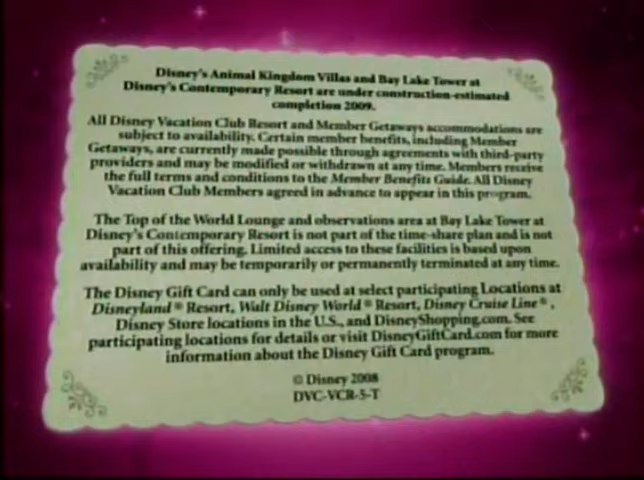 Disney's Animal Kingdom Villas and Bay Lake Tower at
Disney's Contemporary Resort are under construction-estimated
completion 2009.
All Disney Vacation Club Resort and Member Getaways accommodations are
subject to availability. Certain member benefits, including Member
Getaways, are currently made possible through agreements with third-party
providers and may be modified or withdrawn at any time. Members receive
the full terms and conditions to the Member Benefits Guide. All Disney
Vacation Club Members agreed in advance to appear in this program.
The Top of the World Lounge and observations area at Bay Lake Tower at
Disney's Contemporary Resort is not part of the time-share plan and is not
part of this offering. Limited access to these facilities is based upon
availability and may be temporarily or permanently terminated at any time.
The Disney Gift Card can only be used at select participating Locations at
Disneyland® Resort, Walt Disney World® Resort, Disney Cruise Line®,
Disney Store locations in the U.S., and DisneyShopping.com. See
participating locations for details or visit DisneyGiftCard.com for more
information about the Disney Gift Card program.
© Disney 2008
DVC-VCR-5-T